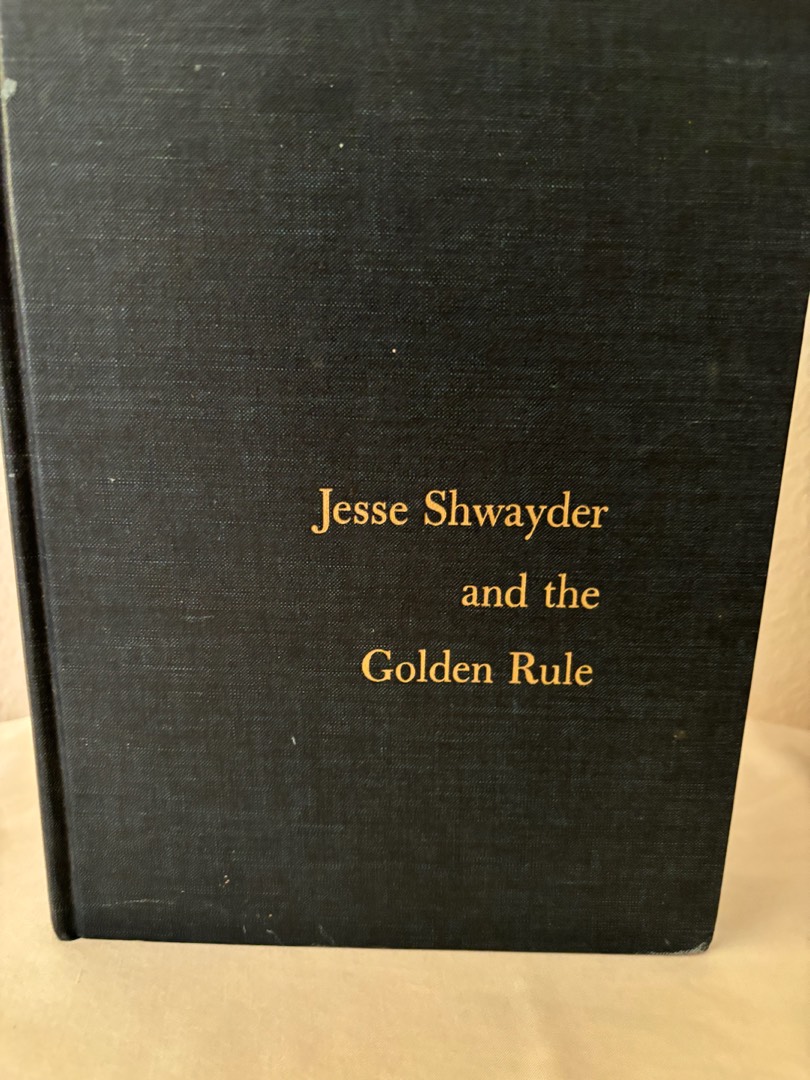 Jesse Shwayder
and the
Golden Rule